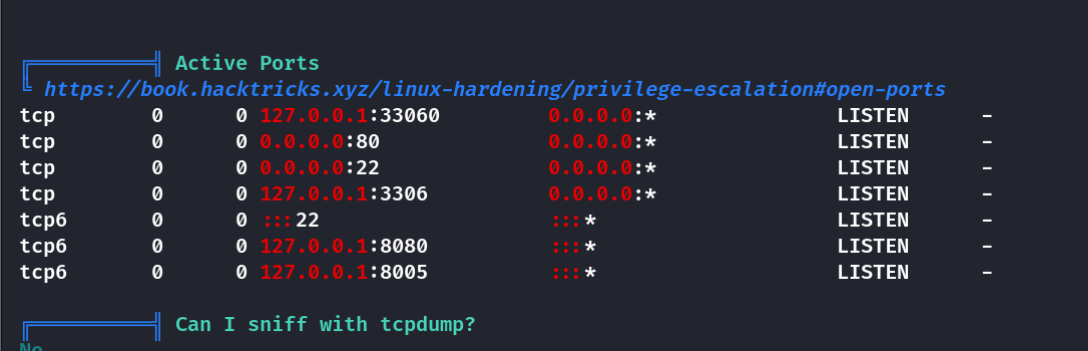 Active Ports
https://book.hacktricks.xyz/linux-hardening/privilege-escalation#open-ports
tcp 0 0 127.0.0.1:33060 0.0.0.0:* LISTEN -
tcp 0 0 0.0.0.0:80 0.0.0.0:* LISTEN -
tcp 0 0 0.0.0.0:22 0.0.0.0:* LISTEN -
tcp 0 0 127.0.0.1:3306 0.0.0.0:* LISTEN -
tcp6 0 0 :::22 :::* LISTEN -
tcp6 0 0 127.0.0.1:8080 :::* LISTEN -
tcp6 0 0 127.0.0.1:8005 :::* LISTEN -
Can I sniff with tcpdump?
No